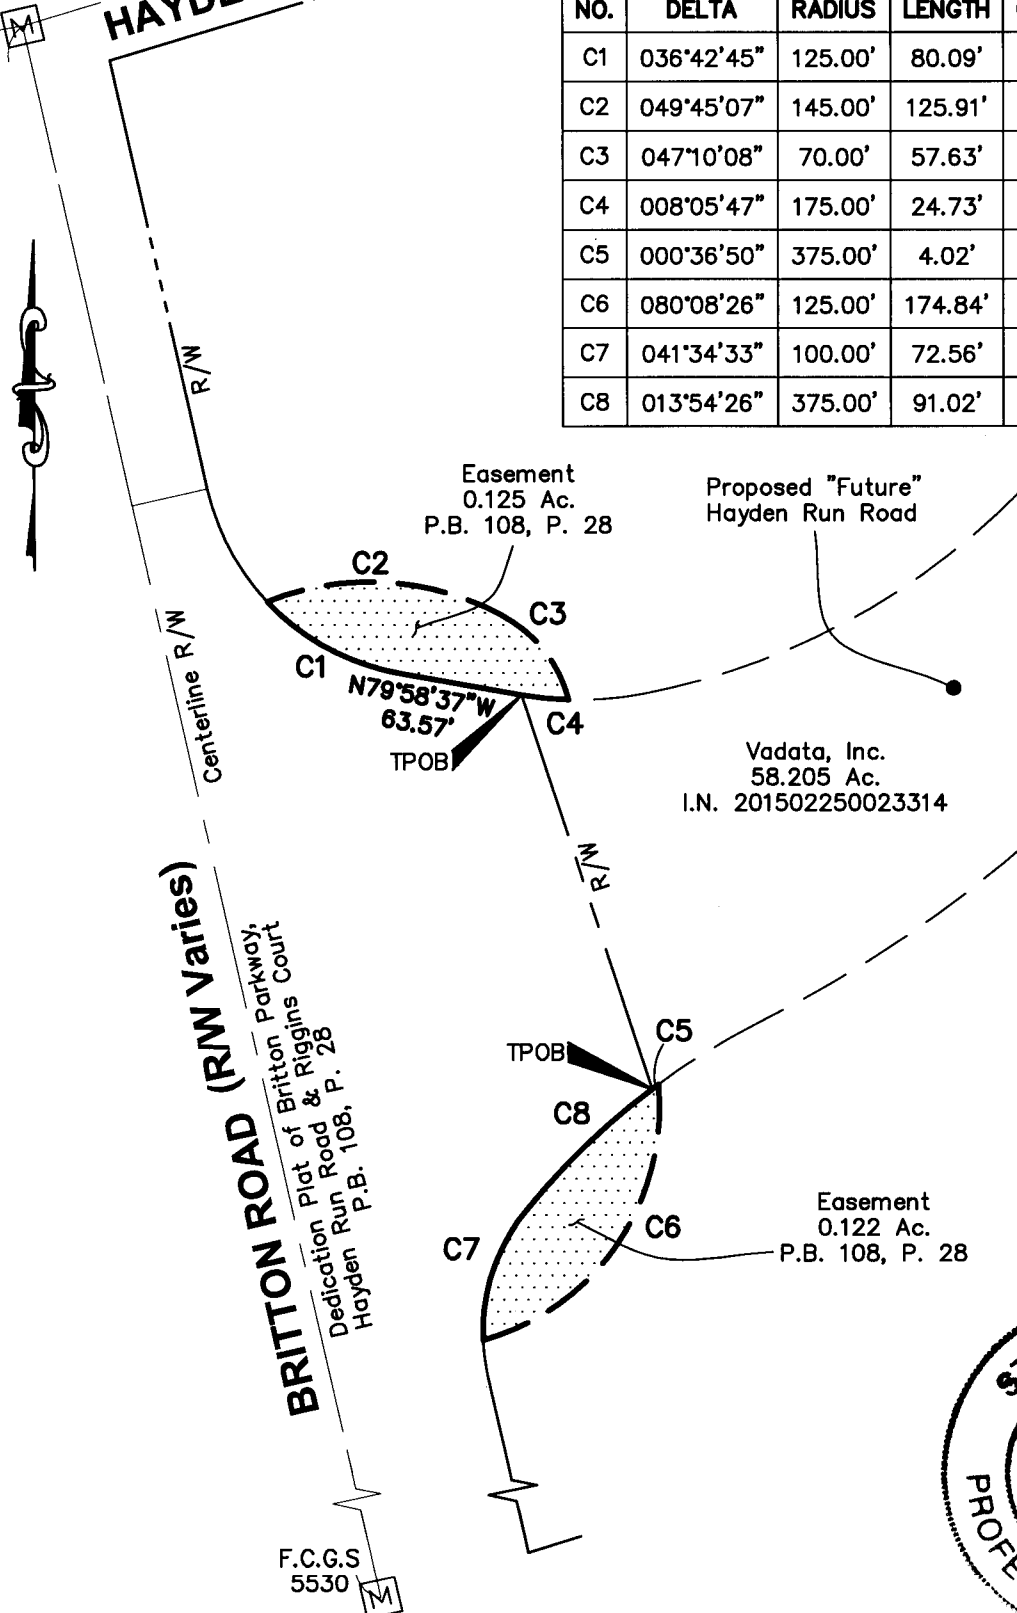 HAYDE
NO. DELTA RADIUS LENGTH
C1 036°42'45" 125.00' 80.09'
C2 049°45'07" 145.00' 125.91'
C3 047°10'08" 70.00' 57.63'
C4 008°05'47" 175.00' 24.73'
C5 000°36'50" 375.00' 4.02'
C6 080°08'26" 125.00' 174.84'
C7 041°34'33" 100.00' 72.56'
C8 013°54'26" 375.00' 91.02'
M
R/W
Easement
0.125 Ac.
P.B. 108, P. 28
Proposed "Future"
Hayden Run Road
C2
C3
C1
N79°58'37"W
63.57'
C4
TPOB
Centerline R/W
Vadata, Inc.
58.205 Ac.
I.N. 201502250023314
R/W
BRITTON ROAD (R/W Varies)
Dedication Plat of Britton Parkway,
Hayden Run Road & Riggins Court
P.B. 108, P. 28
C5
TPOB
C8
C6
C7
Easement
0.122 Ac.
P.B. 108, P. 28
PROFE
F.C.G.S
5530
M